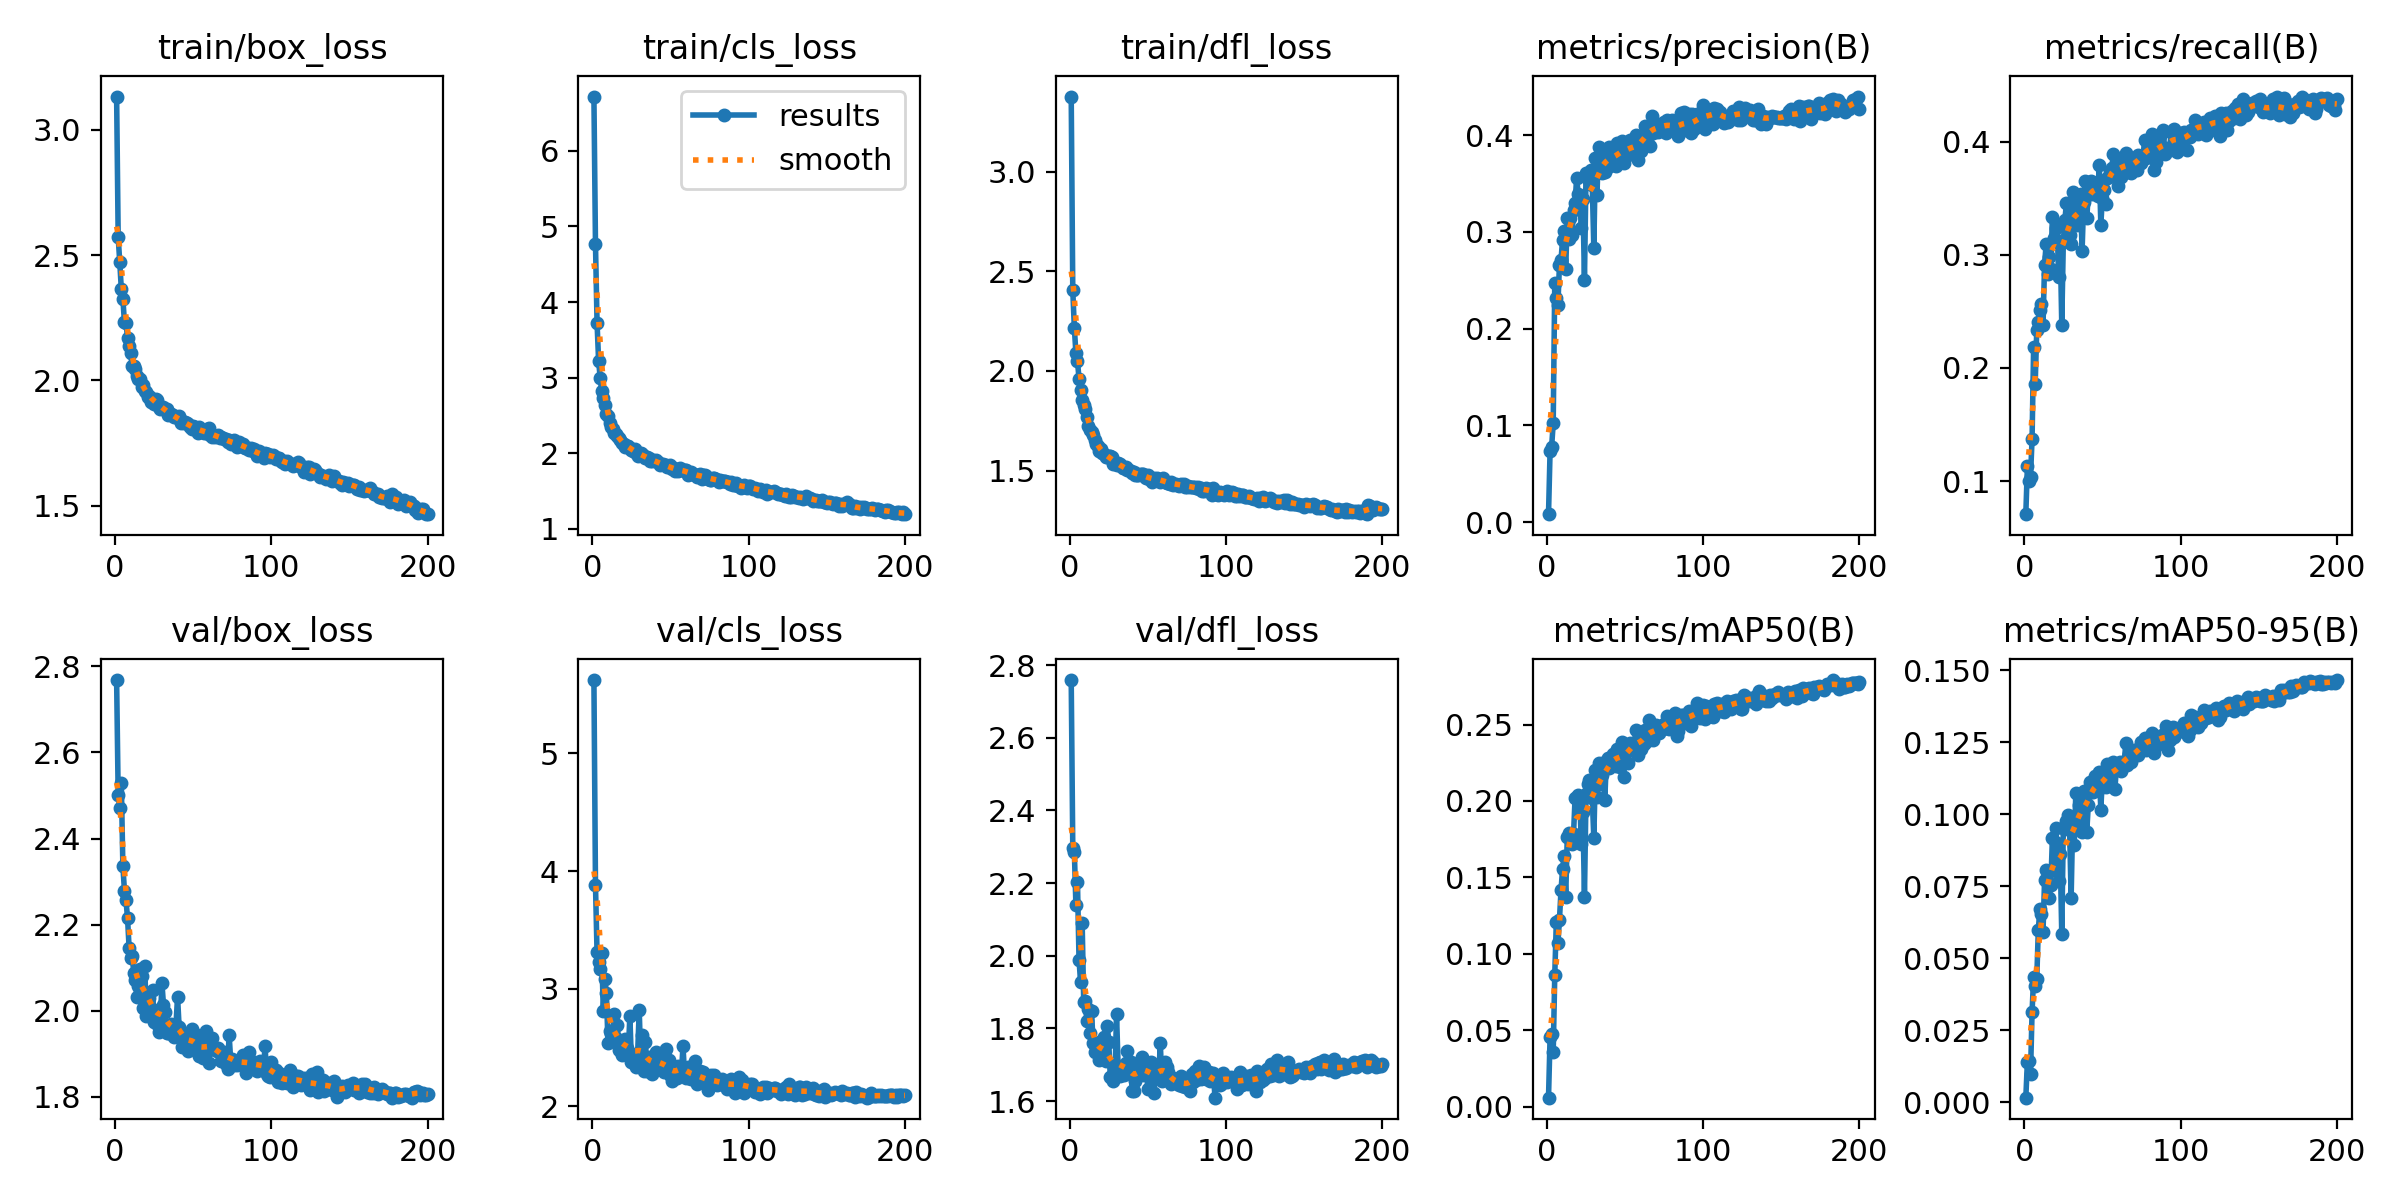 train/box_loss
3.0
2.5
2.0
1.5
0 100 200
train/cls_loss
results
smooth
6
5
4
3
2
1
0 100 200
train/dfl_loss
3.0
2.5
2.0
1.5
0 100 200
metrics/precision(B)
0.4
0.3
0.2
0.1
0.0
0 100 200
metrics/recall(B)
0.4
0.3
0.2
0.1
0 100 200
val/box_loss
2.8
2.6
2.4
2.2
2.0
1.8
0 100 200
val/cls_loss
5
4
3
2
0 100 200
val/dfl_loss
2.8
2.6
2.4
2.2
2.0
1.8
1.6
0 100 200
metrics/mAP50(B)
0.25
0.20
0.15
0.10
0.05
0.00
0 100 200
metrics/mAP50-95(B)
0.150
0.125
0.100
0.075
0.050
0.025
0.000
0 100 200